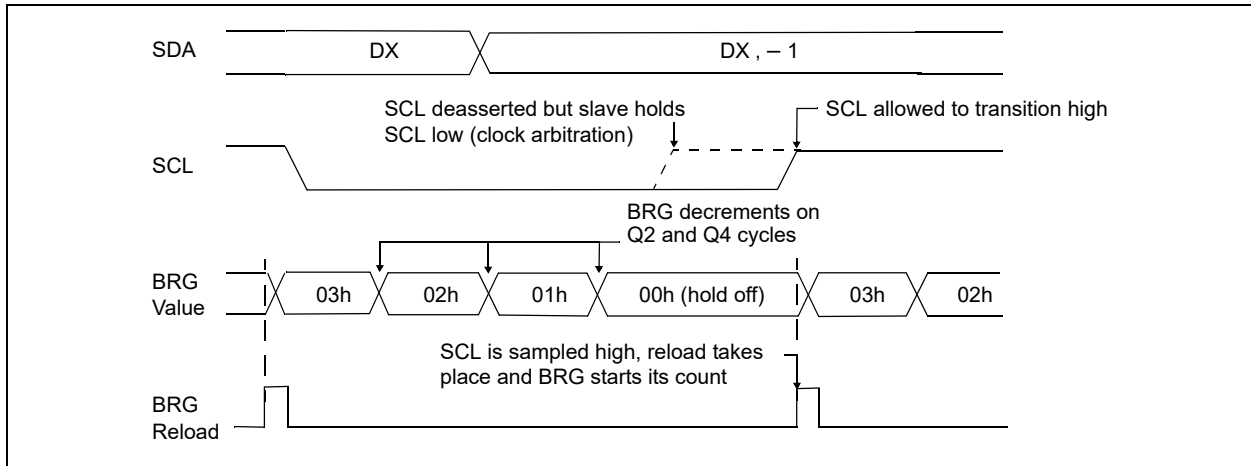 SDA
DX
DX , – 1
SCL deasserted but slave holds
SCL low (clock arbitration)
SCL allowed to transition high
SCL
BRG decrements on
Q2 and Q4 cycles
BRG
Value
03h
02h
01h
00h (hold off)
03h
02h
SCL is sampled high, reload takes
place and BRG starts its count
BRG
Reload